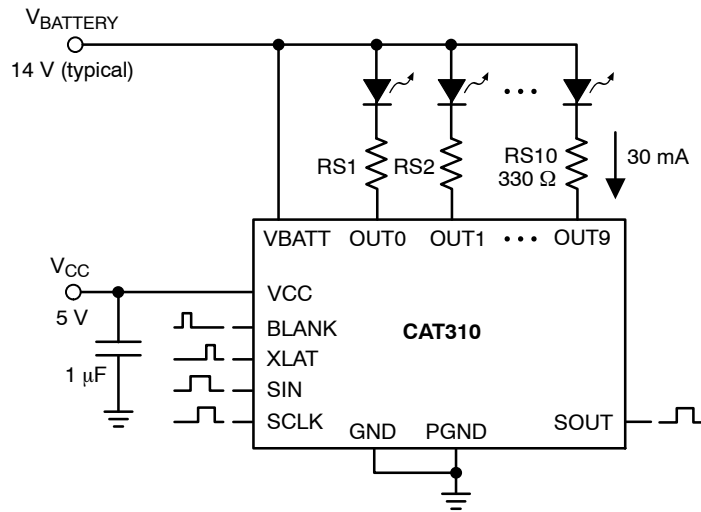 VBATTERY
14 V (typical)
RS1
RS2
RS10
330 Ω
30 mA
VBATT OUT0 OUT1 • • • OUT9
VCC
5 V
1 μF
VCC
BLANK
XLAT
SIN
SCLK
CAT310
GND PGND
SOUT